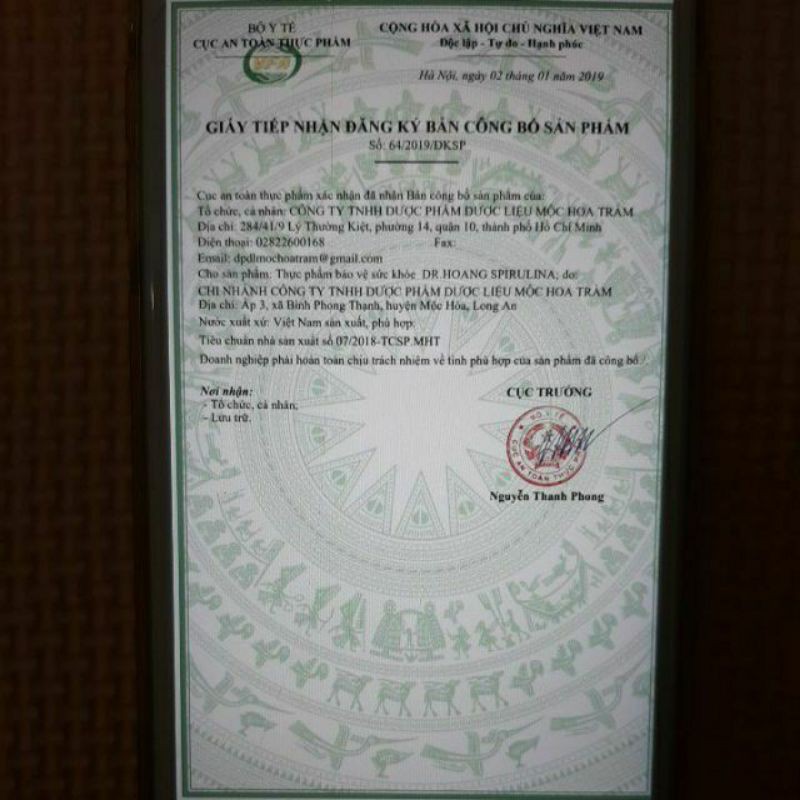 BỘ Y TẾ
CỤC AN TOÀN THỰC PHẨM
CỘNG HÒA XÃ HỘI CHỦ NGHĨA VIỆT NAM
Độc lập - Tự do - Hạnh phúc
Hà Nội, ngày 02 tháng 01 năm 2019
GIẤY TIẾP NHẬN ĐĂNG KÝ BẢN CÔNG BỐ SẢN PHẨM
Số: 64/2019/ĐKSP
Cục an toàn thực phẩm xác nhận đã nhận Bản công bố sản phẩm của:
Tổ chức, cá nhân: CÔNG TY TNHH DƯỢC PHẨM DƯỢC LIỆU MỘC HOA TRÀM
Địa chỉ: 284/41/9 Lý Thường Kiệt, phường 14, quận 10, thành phố Hồ Chí Minh
Điện thoại: 02822600168 Fax:
Email: dpdlmochoatram@gmail.com
Cho sản phẩm: Thực phẩm bảo vệ sức khỏe DR.HOANG SPIRULINA; do:
CHI NHÁNH CÔNG TY TNHH DƯỢC PHẨM DƯỢC LIỆU MỘC HOA TRÀM
Địa chỉ: Ấp 3, xã Bình Phong Thạnh, huyện Mộc Hóa, Long An
Nước xuất xứ: Việt Nam sản xuất, phù hợp:
Tiêu chuẩn nhà sản xuất số 07/2018-TCSP.MHT
Doanh nghiệp phải hoàn toàn chịu trách nhiệm về tính phù hợp của sản phẩm đã công bố./.
Nơi nhận:
- Tổ chức, cá nhân;
- Lưu trữ.
CỤC TRƯỞNG
BỘ Y TẾ
CỤC AN TOÀN THỰC PHẨM
Nguyễn Thanh Phong